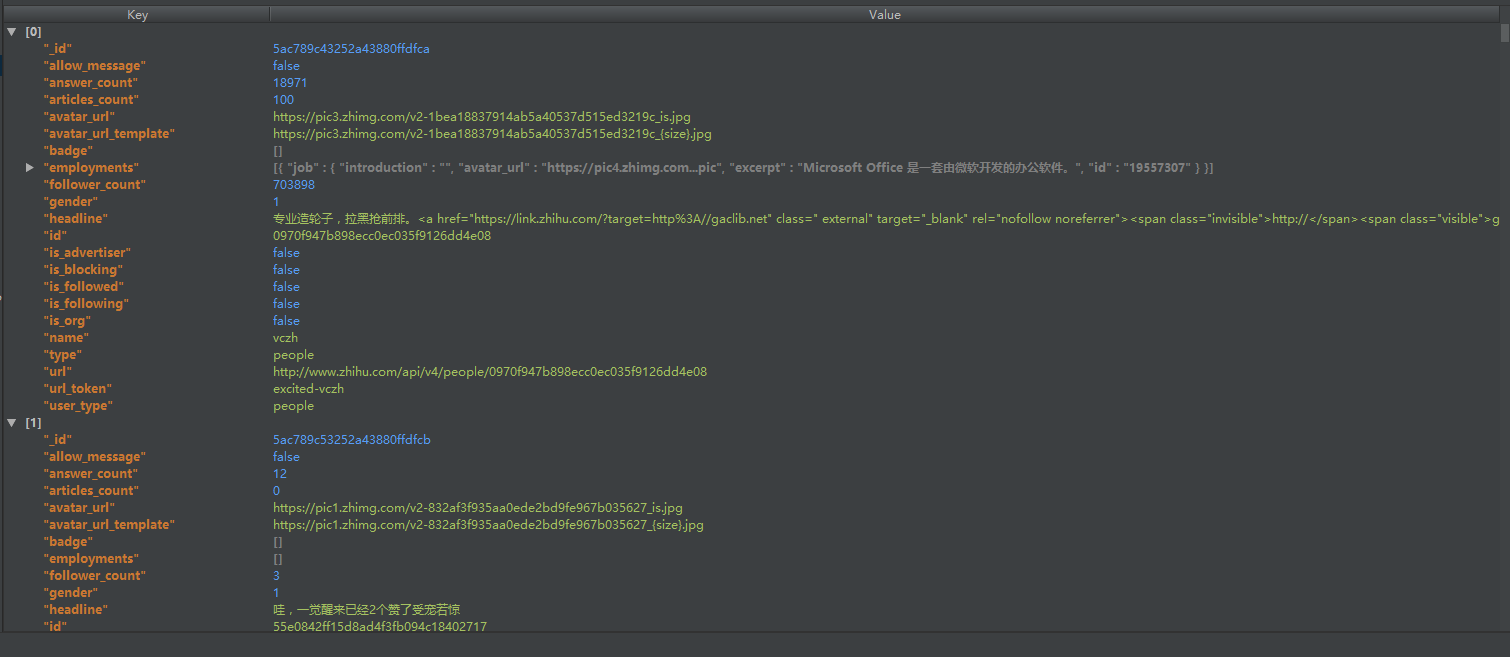 Key Value
[0]
"_id" 5ac789c43252a43880ffdfca
"allow_message" false
"answer_count" 18971
"articles_count" 100
"avatar_url" https://pic3.zhimg.com/v2-1bea18837914ab5a40537d515ed3219c_is.jpg
"avatar_url_template" https://pic3.zhimg.com/v2-1bea18837914ab5a40537d515ed3219c_{size}.jpg
"badge" []
"employments" [{ "job" : { "introduction" : "", "avatar_url" : "https://pic4.zhimg.com...pic", "excerpt" : "Microsoft Office 是一套由微软开发的办公软件。", "id" : "19557307" } }]
"follower_count" 703898
"gender" 1
"headline" 专业造轮子，拉黑抢前排。<a href="https://link.zhihu.com/?target=http%3A//gaclib.net" class=" external" target="_blank" rel="nofollow noreferrer"><span class="invisible">http://</span><span class="visible">g
"id" 0970f947b898ecc0ec035f9126dd4e08
"is_advertiser" false
"is_blocking" false
"is_followed" false
"is_following" false
"is_org" false
"name" vczh
"type" people
"url" http://www.zhihu.com/api/v4/people/0970f947b898ecc0ec035f9126dd4e08
"url_token" excited-vczh
"user_type" people
[1]
"_id" 5ac789c53252a43880ffdfcb
"allow_message" false
"answer_count" 12
"articles_count" 0
"avatar_url" https://pic1.zhimg.com/v2-832af3f935aa0ede2bd9fe967b035627_is.jpg
"avatar_url_template" https://pic1.zhimg.com/v2-832af3f935aa0ede2bd9fe967b035627_{size}.jpg
"badge" []
"employments" []
"follower_count" 3
"gender" 1
"headline" 哇，一觉醒来已经2个赞了受宠若惊
"id" 55e0842ff15d8ad4f3fb094c18402717